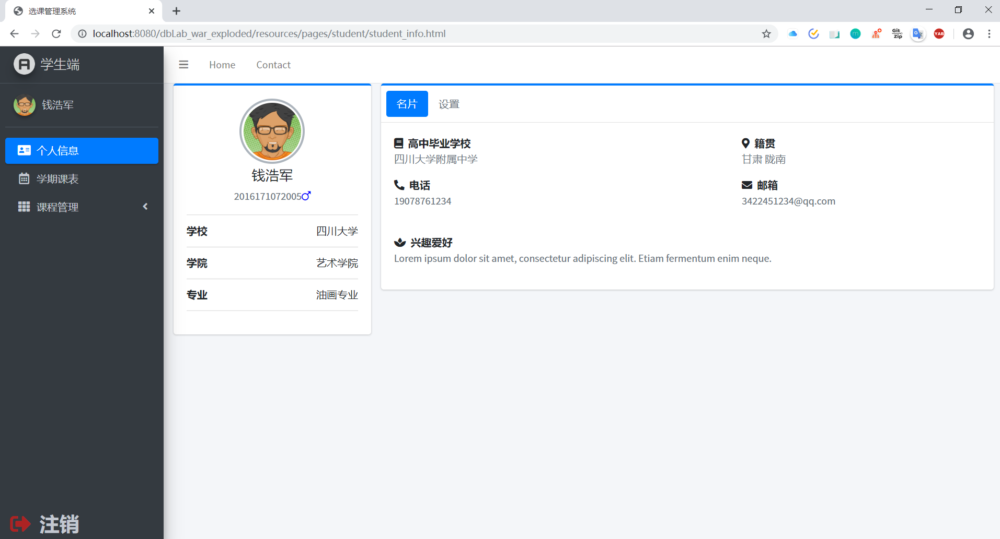 选课管理系统
localhost:8080/dbLab_war_exploded/resources/pages/student/student_info.html
Git Zip
YAB
学生端
Home Contact
钱浩军
个人信息
学期课表
课程管理
注销
钱浩军
2016171072005♂
学校 四川大学
学院 艺术学院
专业 油画专业
名片 设置
高中毕业学校
四川大学附属中学
籍贯
甘肃 陇南
电话
19078761234
邮箱
3422451234@qq.com
兴趣爱好
Lorem ipsum dolor sit amet, consectetur adipiscing elit. Etiam fermentum enim neque.